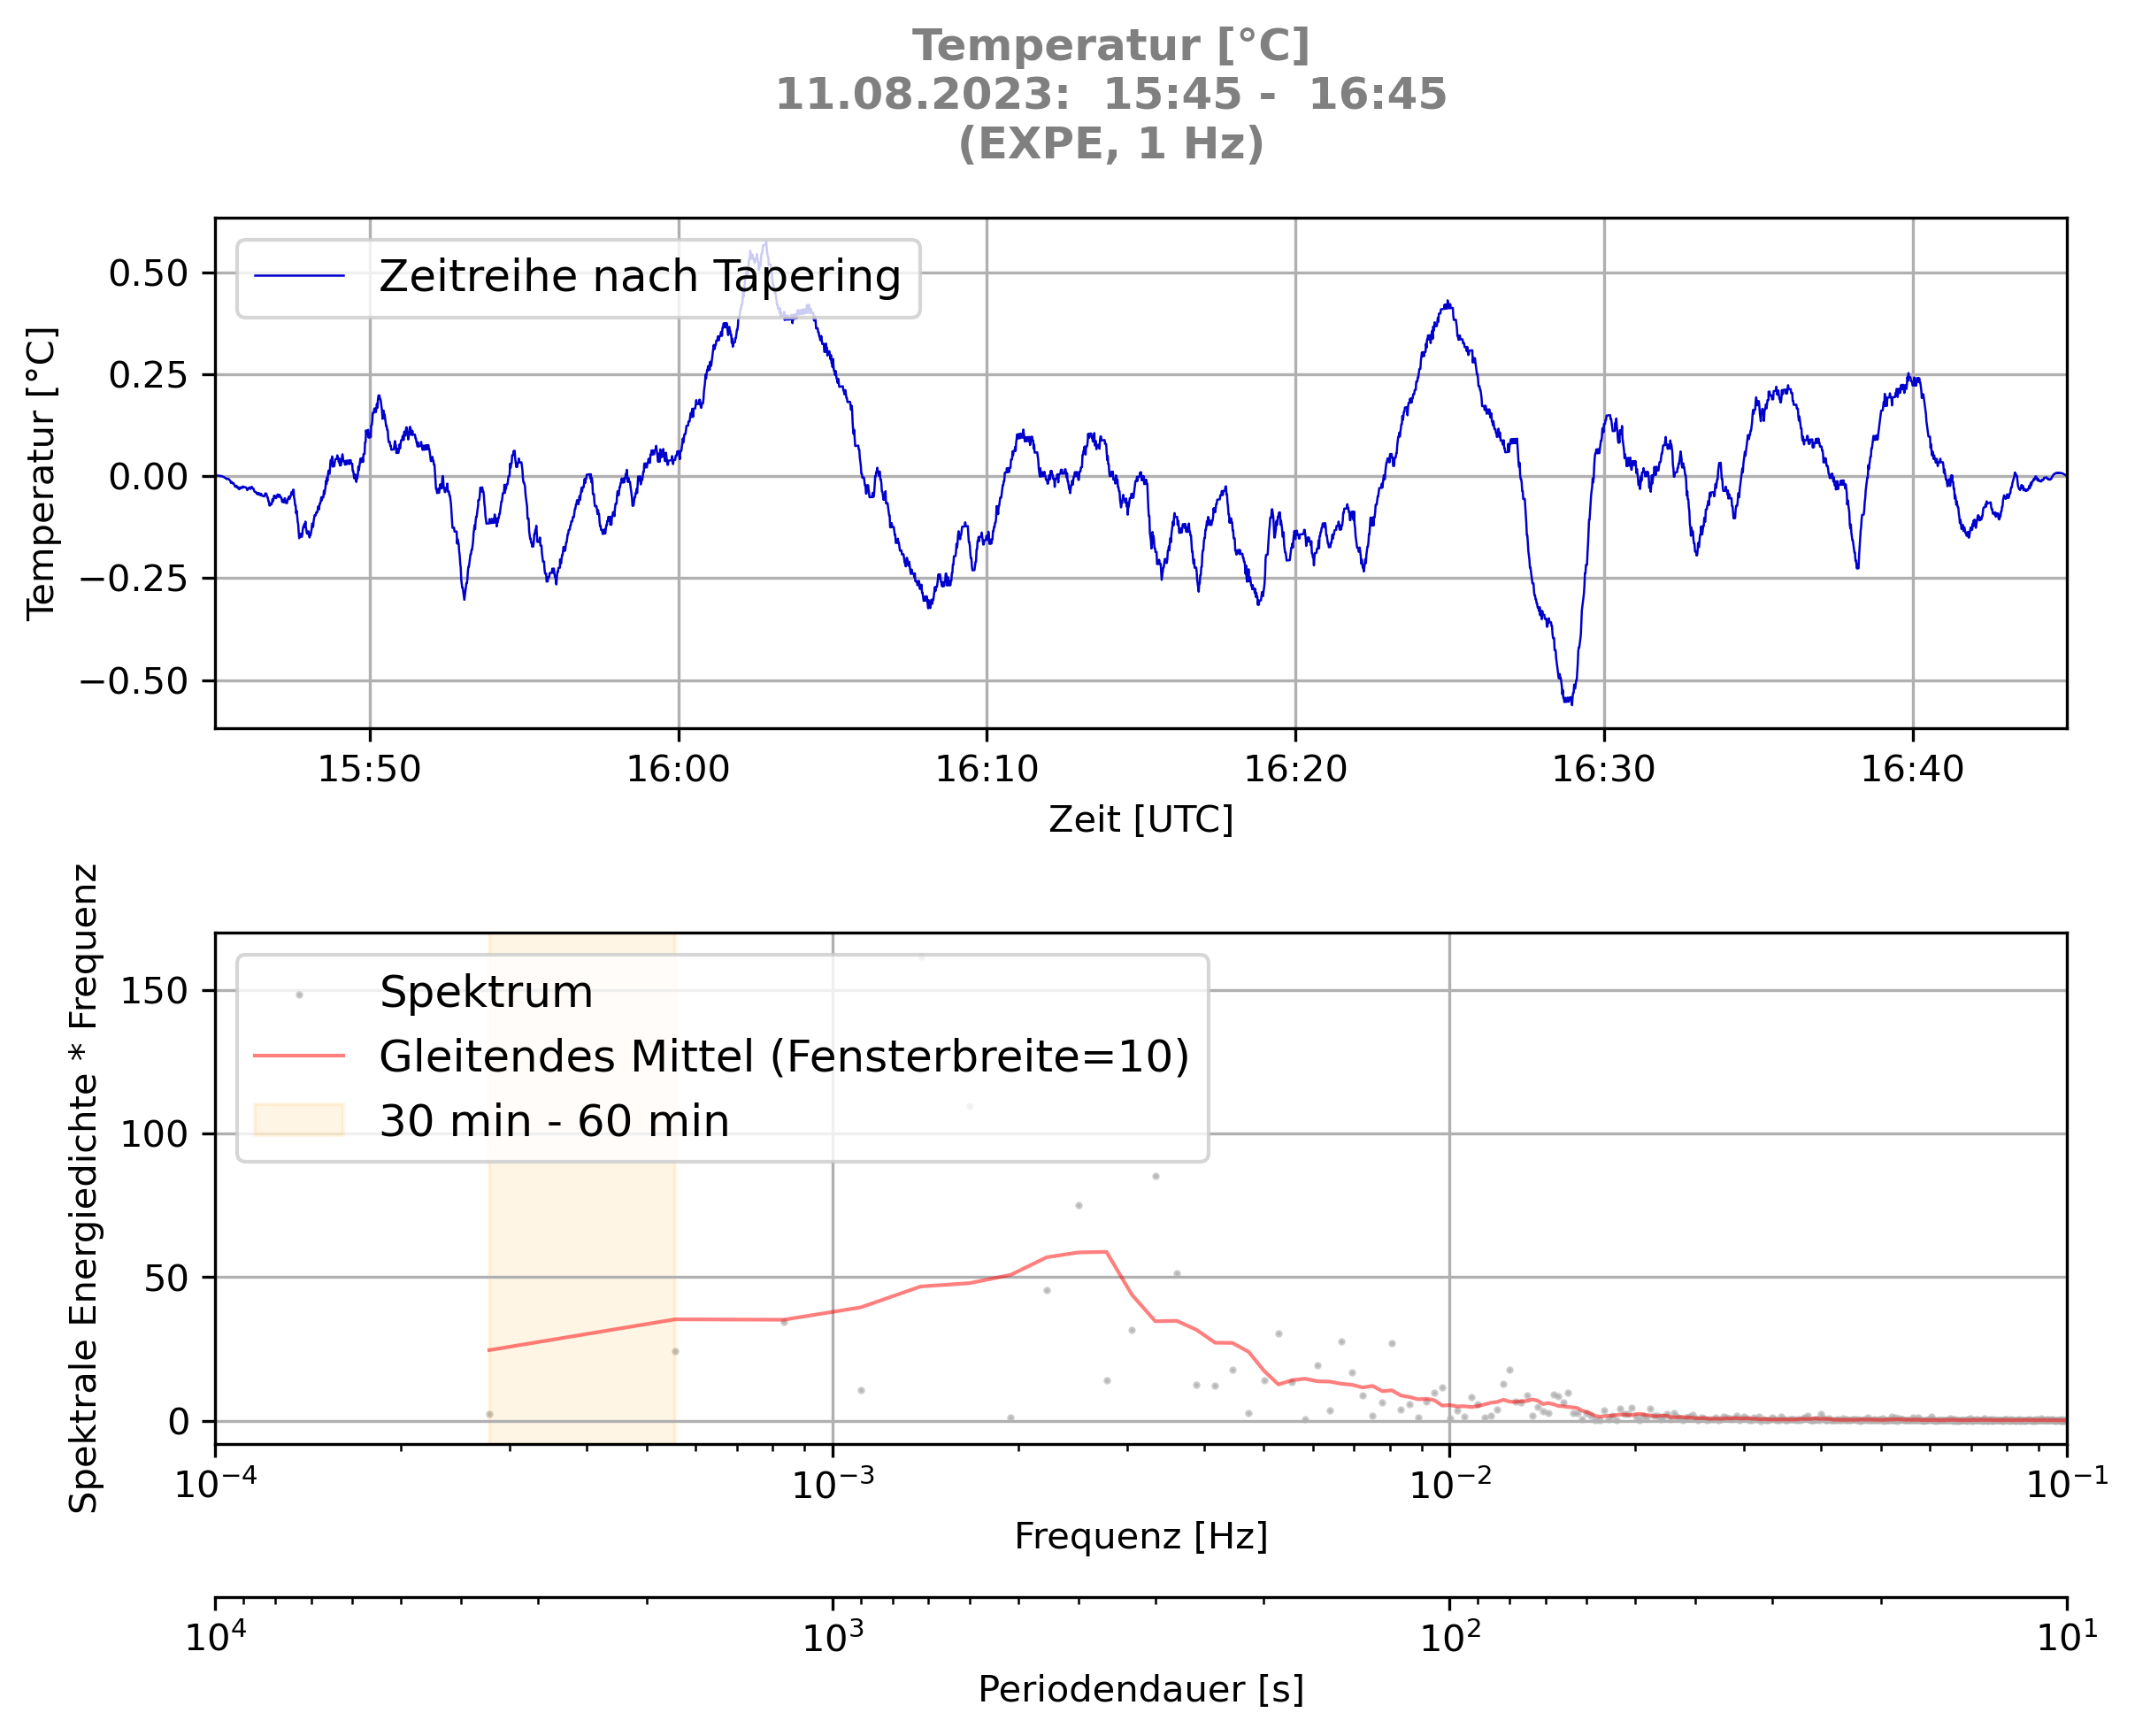 Temperatur [°C]
11.08.2023:  15:45 -  16:45
(EXPE, 1 Hz)
Zeitreihe nach Tapering
Temperatur [°C]
0.50
0.25
0.00
−0.25
−0.50
15:50
16:00
16:10
16:20
16:30
16:40
Zeit [UTC]
Spektrale Energiedichte * Frequenz
150
100
50
0
Spektrum
Gleitendes Mittel (Fensterbreite=10)
30 min - 60 min
10⁻⁴
10⁻³
10⁻²
10⁻¹
Frequenz [Hz]
10⁴
10³
10²
10¹
Periodendauer [s]